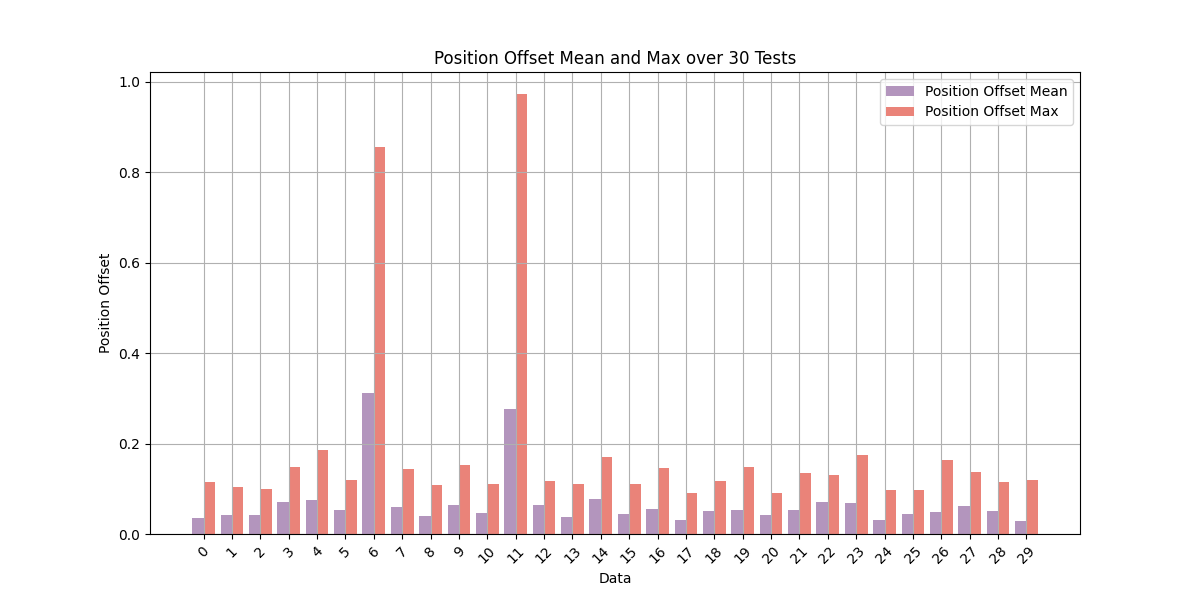 Position Offset Mean and Max over 30 Tests
Position Offset Mean
Position Offset Max
Position Offset
1.0
0.8
0.6
0.4
0.2
0.0
0 1 2 3 4 5 6 7 8 9 10 11 12 13 14 15 16 17 18 19 20 21 22 23 24 25 26 27 28 29
Data